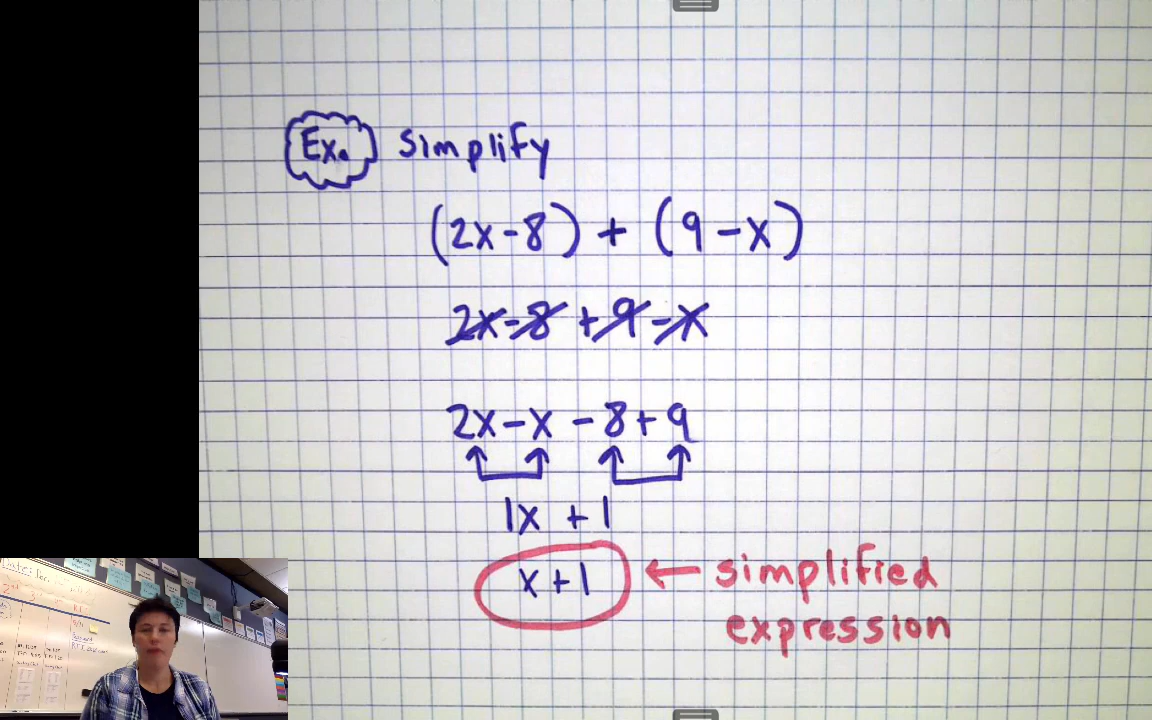 Ex. Simplify
(2x-8) + (9-x)
2x-8+9-x
2x-x-8+9
1x+1
x+1 ← simplified
expression